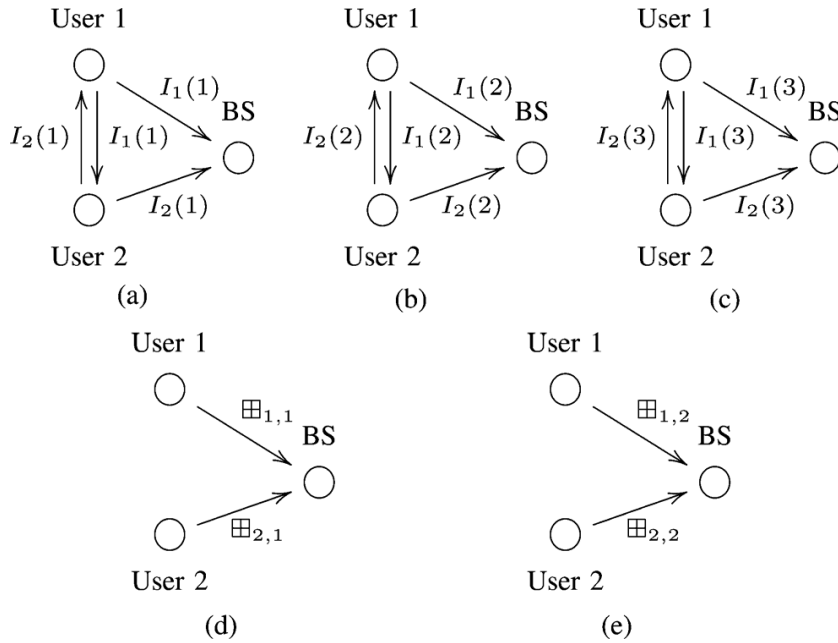 User 1
User 1
User 1
I₁(1)
I₁(2)
I₁(3)
BS
BS
BS
I₂(1)
I₁(1)
I₂(2)
I₁(2)
I₂(3)
I₁(3)
I₂(1)
I₂(2)
I₂(3)
User 2
User 2
User 2
(a)
(b)
(c)
User 1
User 1
⊞₁,₁
⊞₁,₂
BS
BS
⊞₂,₁
⊞₂,₂
User 2
User 2
(d)
(e)